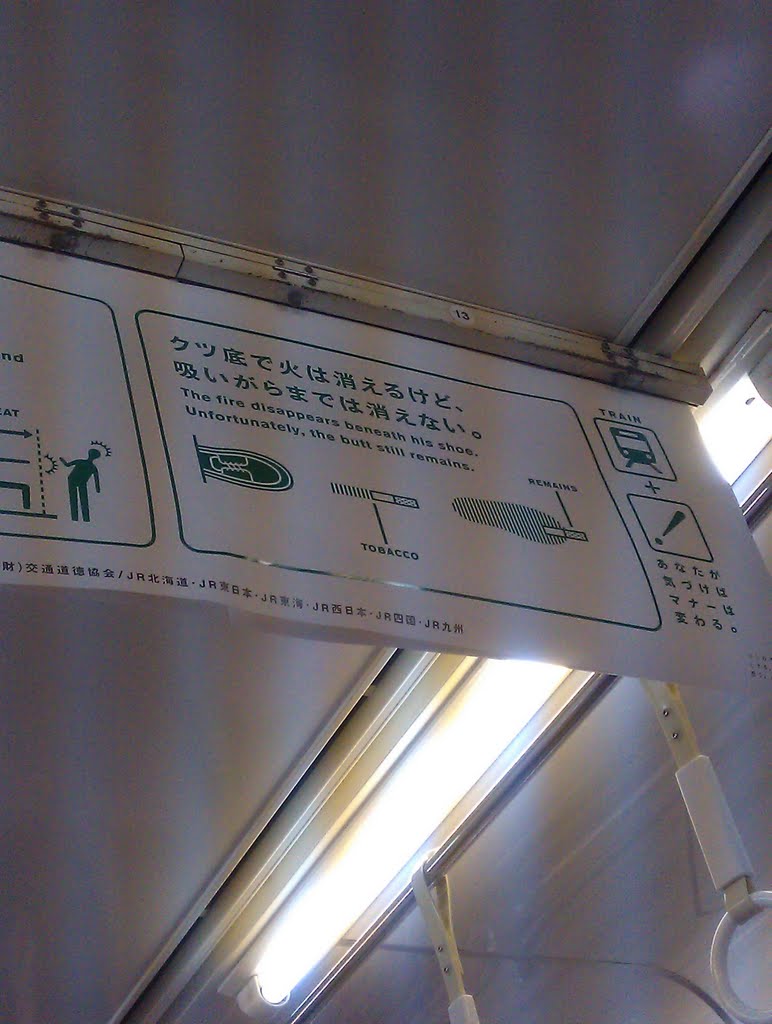 13
nd
EAT
クツ底で火は消えるけど、
吸いがらまでは消えない。
The fire disappears beneath his shoe.
Unfortunately, the butt still remains.
TOBACCO
REMAINS
TRAIN
+
あなたが
気づけば
マナーは
変わる。
財)交通道徳協会/JR北海道・JR東日本・JR東海・JR西日本・JR四国・JR九州